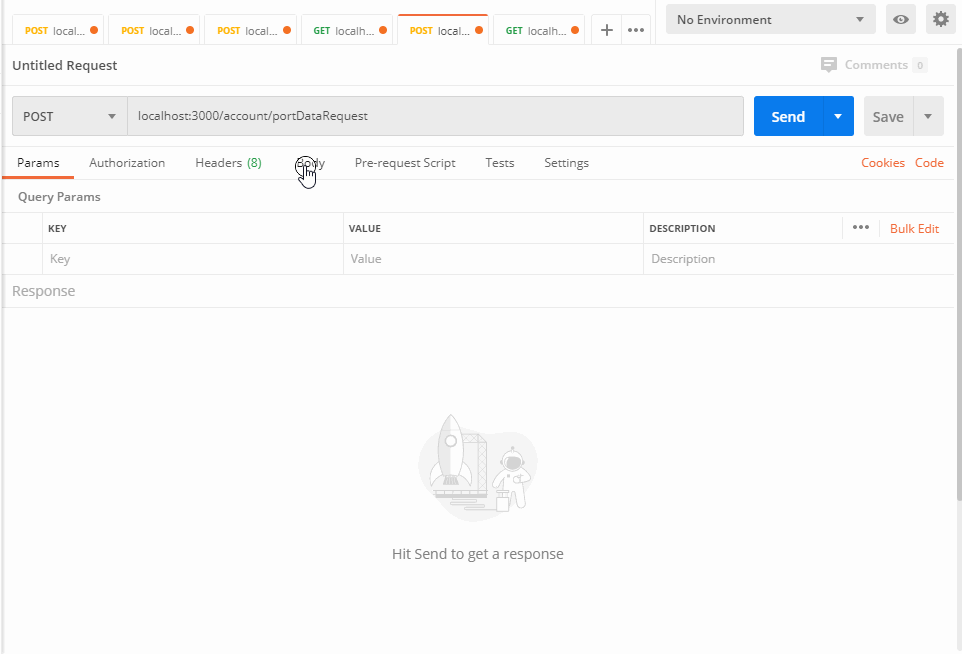 POST local... POST local... POST local... GET localh... POST local... GET localh... No Environment
Untitled Request Comments 0
POST localhost:3000/account/portDataRequest Send Save
Params Authorization Headers (8) Body Pre-request Script Tests Settings Cookies Code
Query Params
KEY VALUE DESCRIPTION Bulk Edit
Key Value Description
Response
Hit Send to get a response